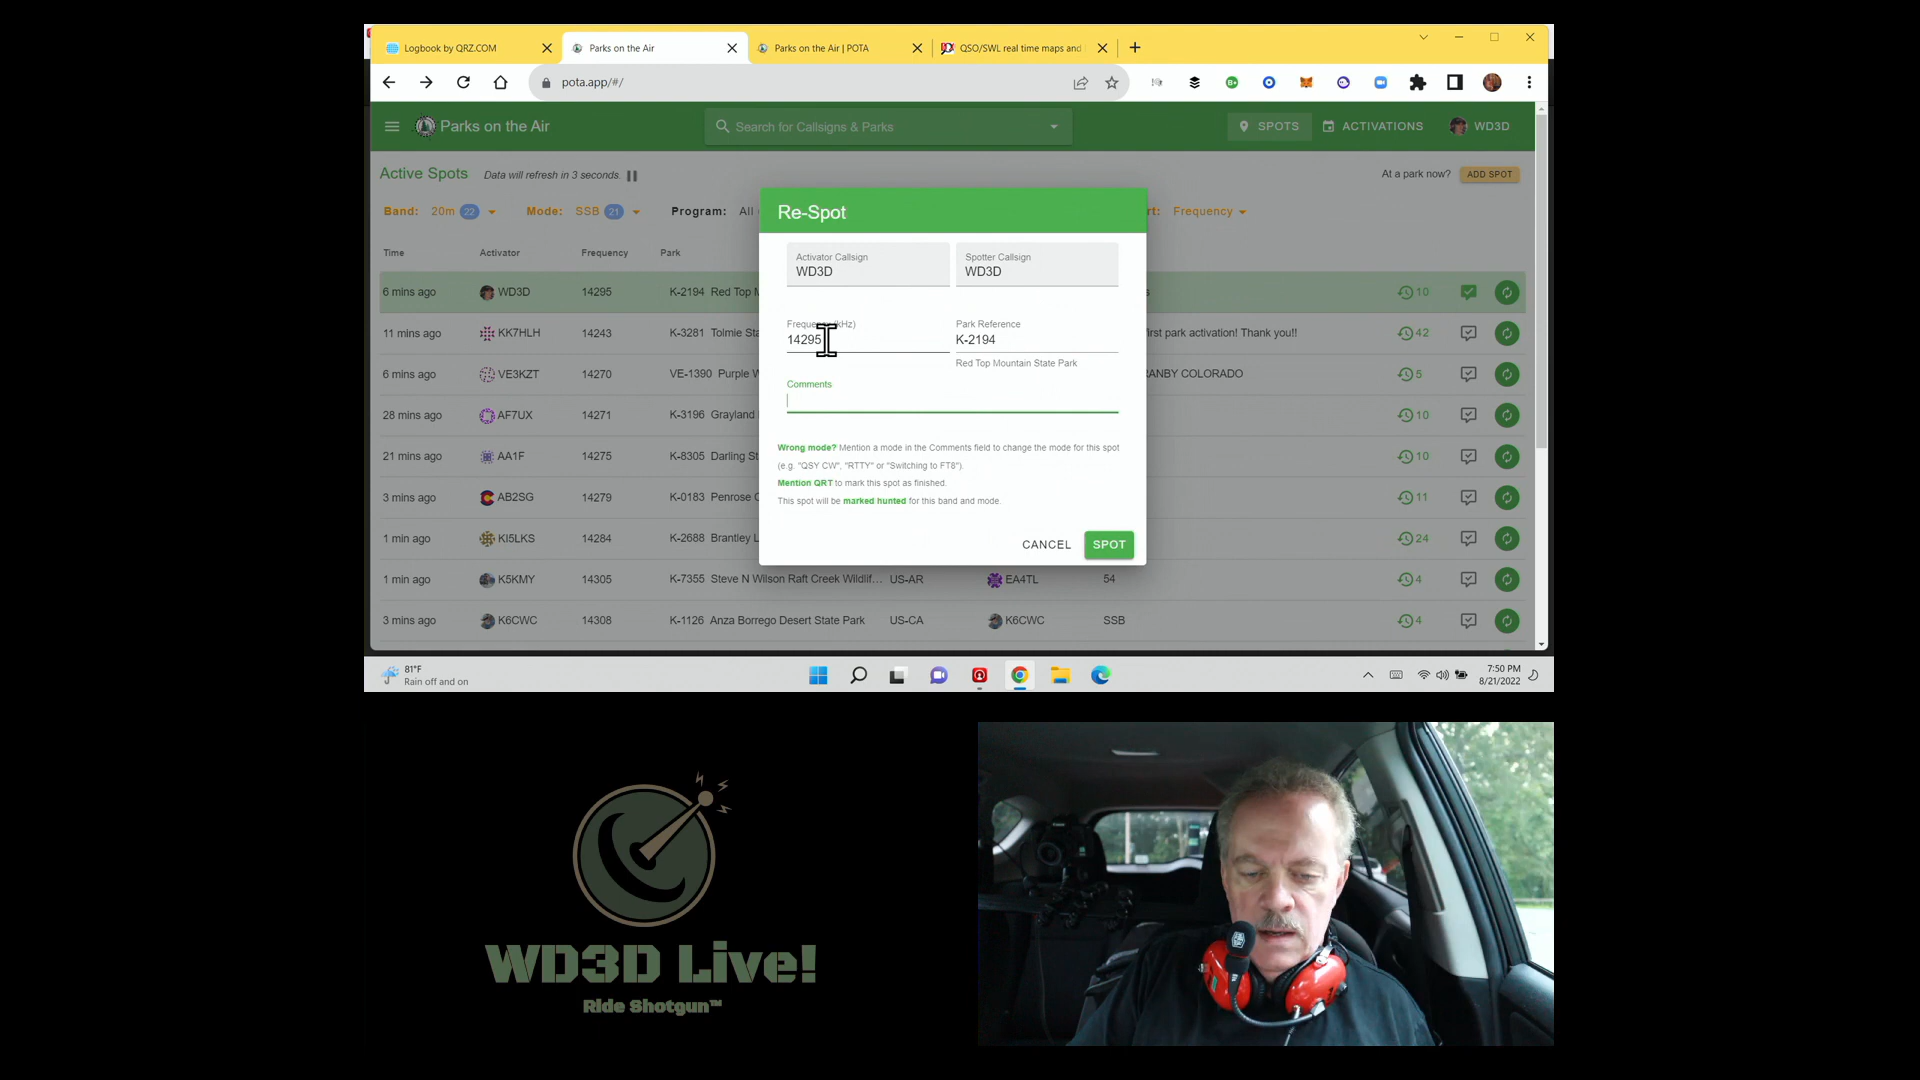 Logbook by QRZ.COM
Parks on the Air
Parks on the Air | POTA
QSO/SWL real time maps and
pota.app/#/
Parks on the Air
Search for Callsigns & Parks
SPOTS
ACTIVATIONS
WD3D
Active Spots
Data will refresh in 3 seconds.
At a park now?
ADD SPOT
Band: 20m 22
Mode: SSB 21
Program: All
rt: Frequency
Time Activator Frequency Park
6 mins ago WD3D 14295 K-2194 Red Top M s 10
11 mins ago KK7HLH 14243 K-3281 Tolmie Sta irst park activation! Thank you!! 42
6 mins ago VE3KZT 14270 VE-1390 Purple W ANBY COLORADO 5
28 mins ago AF7UX 14271 K-3196 Grayland 10
21 mins ago AA1F 14275 K-8305 Darling St 10
3 mins ago AB2SG 14279 K-0183 Penrose C 11
1 min ago KI5LKS 14284 K-2688 Brantley L 24
1 min ago K5KMY 14305 K-7355 Steve N Wilson Raft Creek Wildlif... US-AR EA4TL 54 4
3 mins ago K6CWC 14308 K-1126 Anza Borrego Desert State Park US-CA K6CWC SSB 4
Re-Spot
Activator Callsign
WD3D
Spotter Callsign
WD3D
Frequency (kHz)
14295
Park Reference
K-2194
Red Top Mountain State Park
Comments
Wrong mode? Mention a mode in the Comments field to change the mode for this spot
(e.g. "QSY CW", "RTTY" or "Switching to FT8").
Mention QRT to mark this spot as finished.
This spot will be marked hunted for this band and mode.
CANCEL
SPOT
81°F
Rain off and on
7:50 PM
8/21/2022
WD3D Live!
Ride Shotgun™